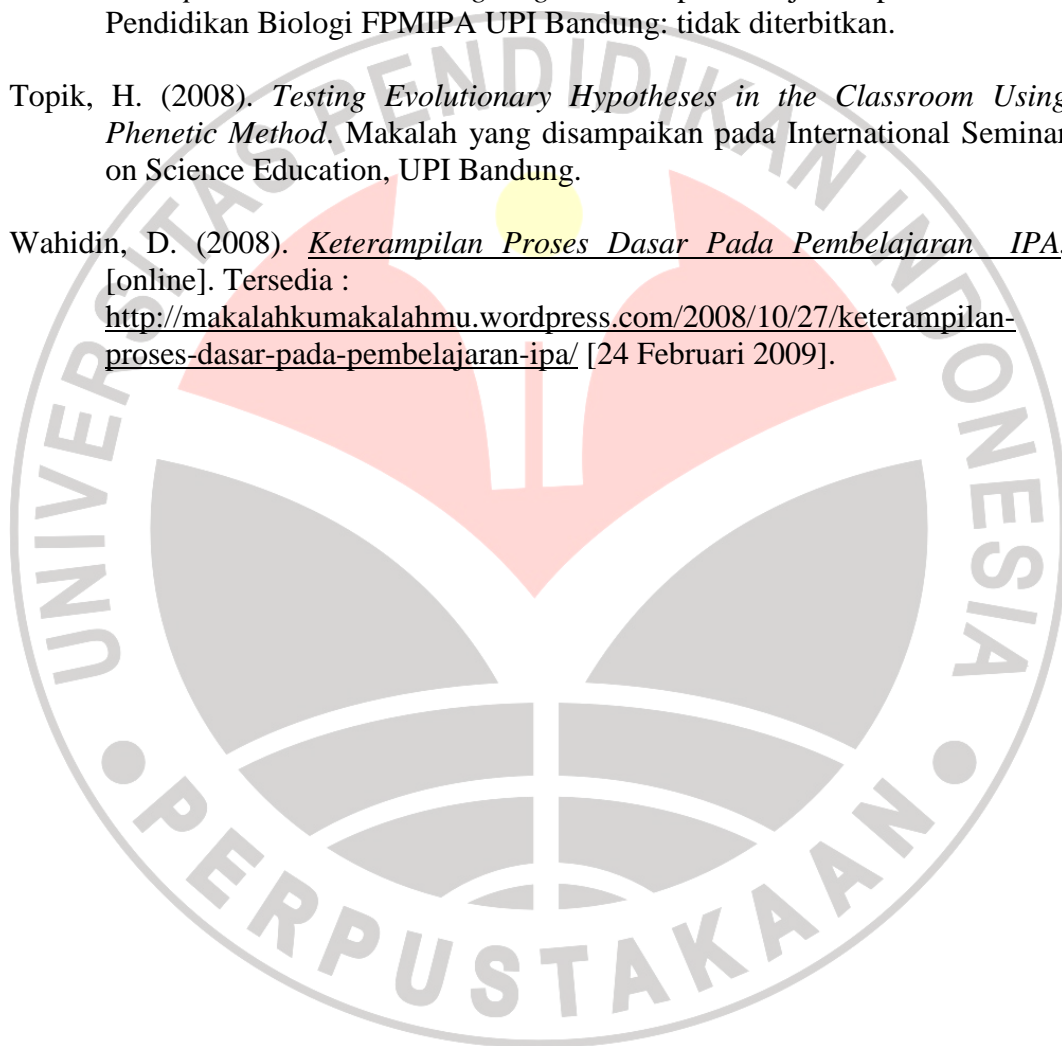 Pendidikan Biologi FPMIPA UPI Bandung: tidak diterbitkan.
Topik, H. (2008). Testing Evolutionary Hypotheses in the Classroom Using
Phenetic Method. Makalah yang disampaikan pada International Seminar
on Science Education, UPI Bandung.
Wahidin, D. (2008). Keterampilan Proses Dasar Pada Pembelajaran IPA.
[online]. Tersedia :
http://makalahkumakalahmu.wordpress.com/2008/10/27/keterampilan-
proses-dasar-pada-pembelajaran-ipa/ [24 Februari 2009].
UNIVERSITAS PENDIDIKAN INDONESIA
PERPUSTAKAAN